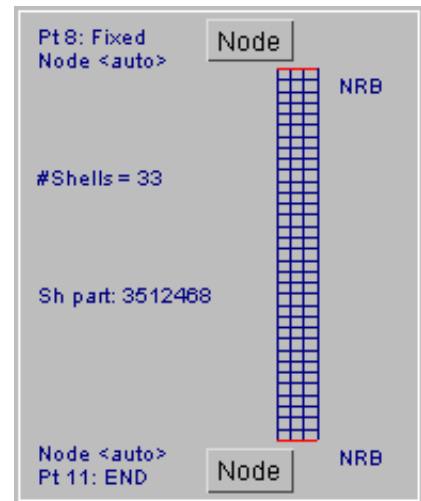 Pt 8: Fixed
Node <auto>
Node
NRB
#Shells = 33
Sh part: 3512468
Node <auto>
Pt 11: END
Node
NRB